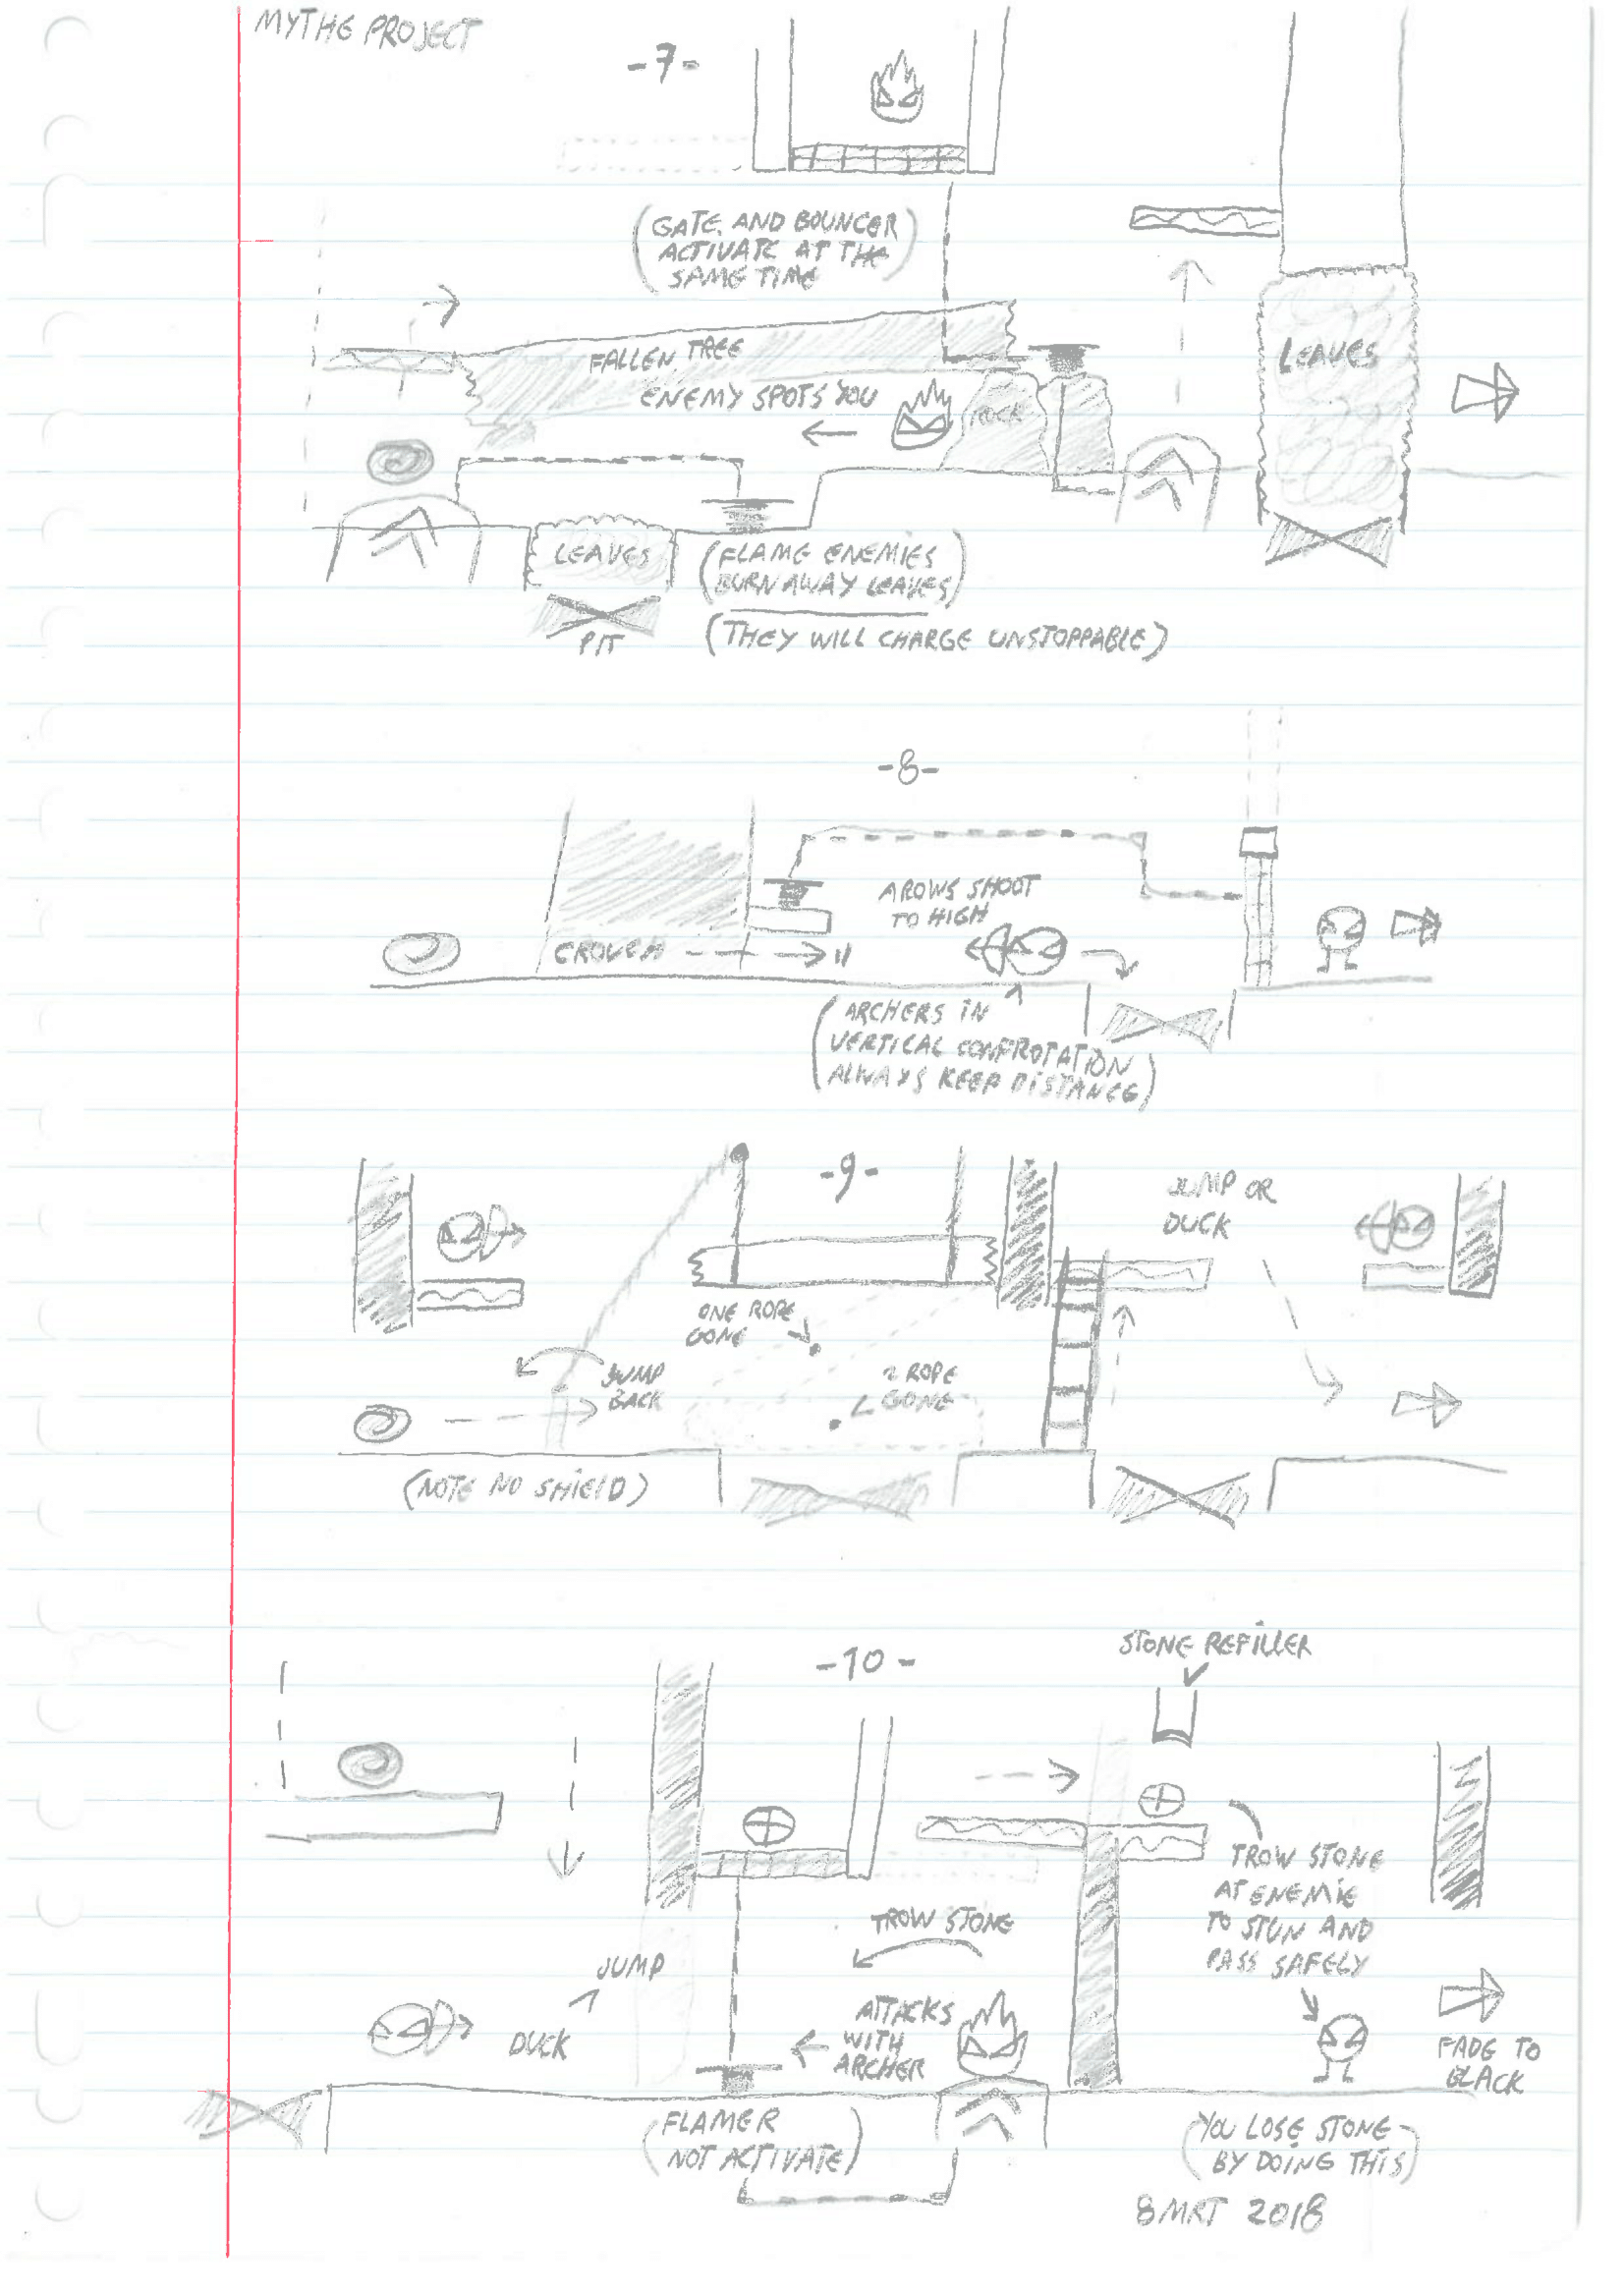 MYTHE PROJECT
-7-
(GATE AND BOUNCER
ACTIVATE AT THE
SAME TIME)
FALLEN TREE
LEAVES
ENEMY SPOTS YOU
ROCK
LEAVES
PIT
(FLAME ENEMIES
BURN AWAY LEAVES)
(THEY WILL CHARGE UNSTOPPABLE)
-8-
AROWS SHOOT
TO HIGH
CROUCH
(ARCHERS IN
VERTICAL CONFROTATION
ALWAYS KEEP DISTANCE)
-9-
JUMP OR
DUCK
ONE ROPE
GONE
JUMP
BACK
2 ROPE
GONE
(NOTE NO SHIELD)
-10-
STONE REFILLER
TROW STONE
AT ENEMIE
TO STUN AND
PASS SAFELY
TROW STONE
JUMP
DUCK
ATTACKS
WITH
ARCHER
FADE TO
BLACK
(FLAMER
NOT ACTIVATE)
(YOU LOSE STONE
BY DOING THIS)
8 MRT 2018